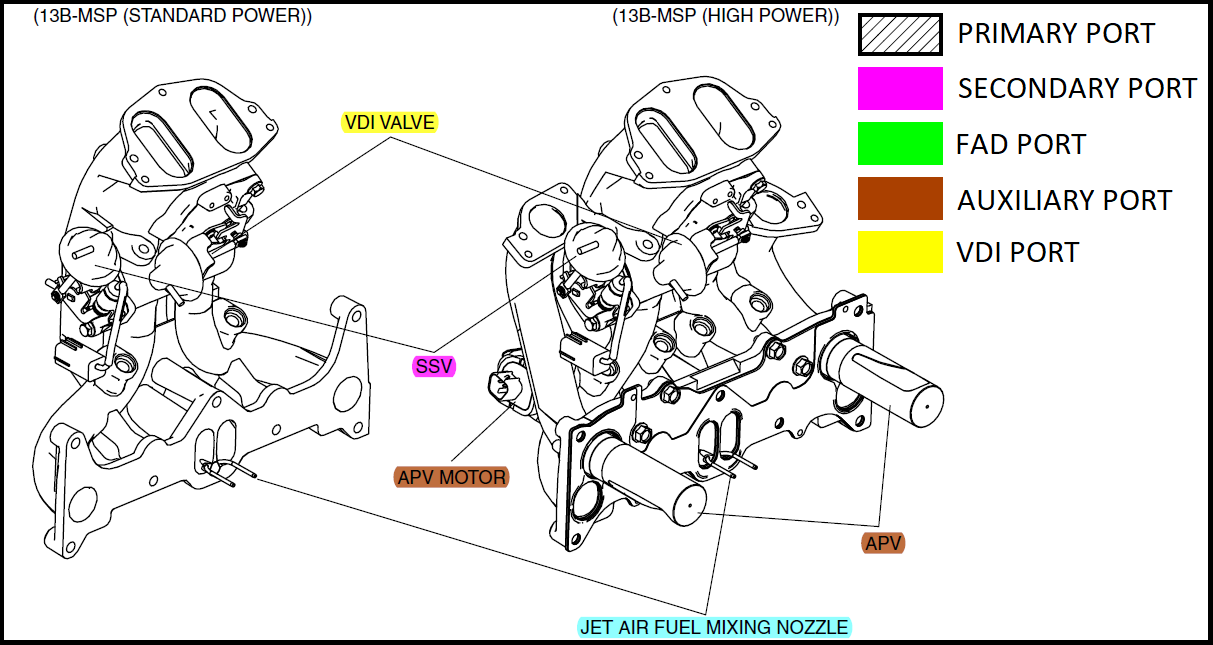 (13B-MSP (STANDARD POWER))
(13B-MSP (HIGH POWER))
PRIMARY PORT
SECONDARY PORT
FAD PORT
AUXILIARY PORT
VDI PORT
VDI VALVE
SSV
APV MOTOR
APV
JET AIR FUEL MIXING NOZZLE